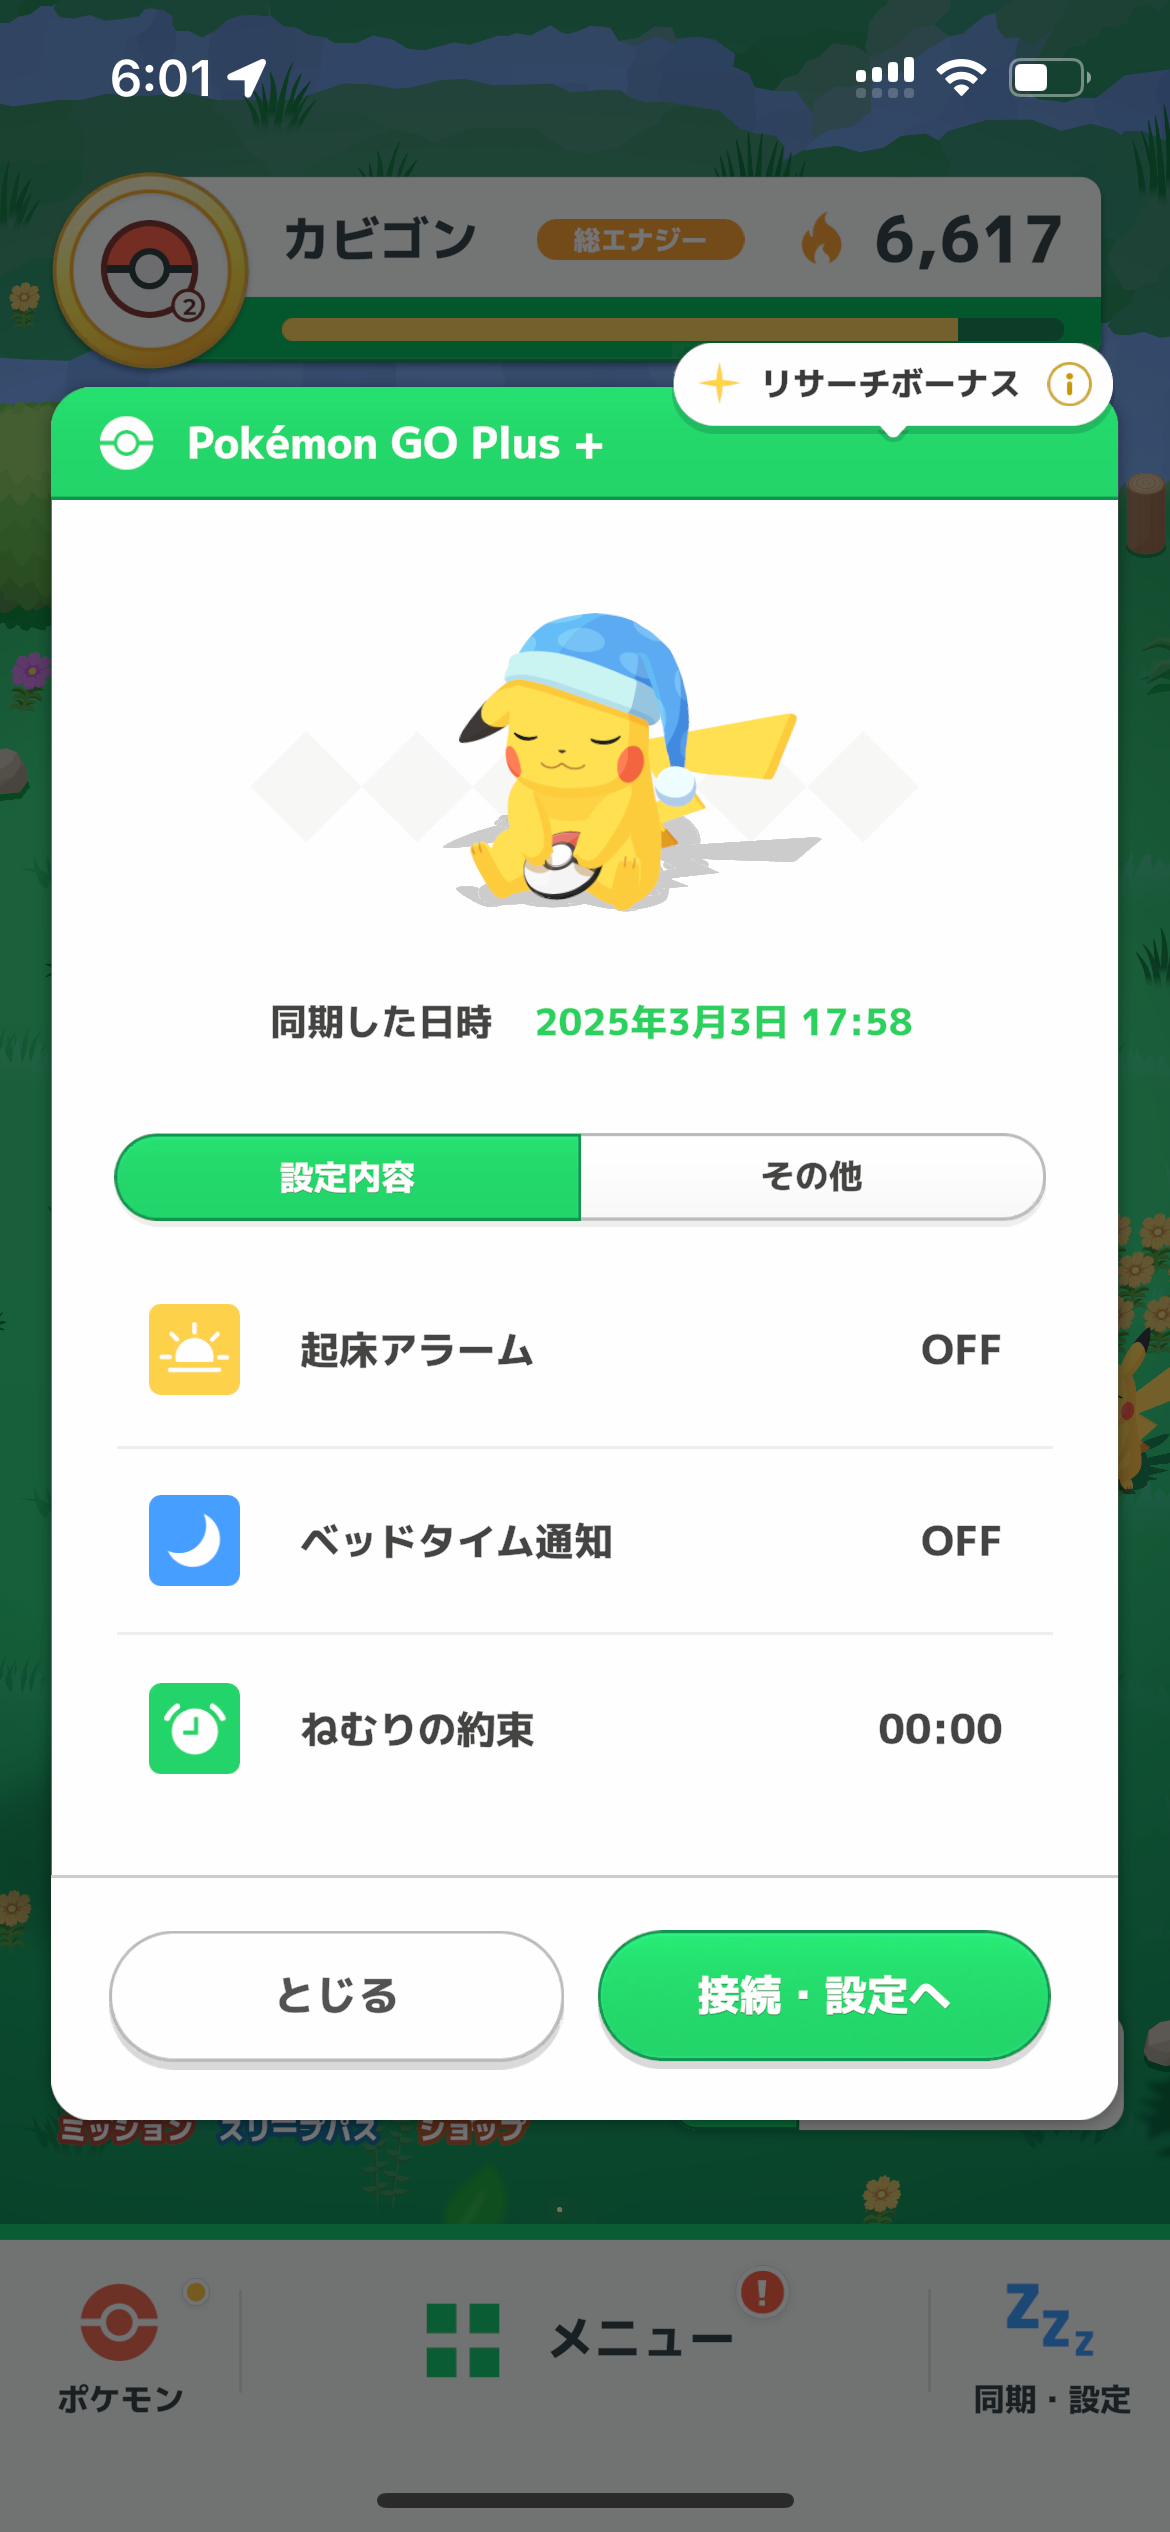 6:01
カビゴン 総エナジー 6,617
2
リサーチボーナス
Pokémon GO Plus +
同期した日時 2025年3月3日 17:58
設定内容 その他
起床アラーム OFF
ベッドタイム通知 OFF
ねむりの約束 00:00
とじる 接続・設定へ
ミッション スリープパス ショップ
ポケモン メニュー ! zzz 同期・設定